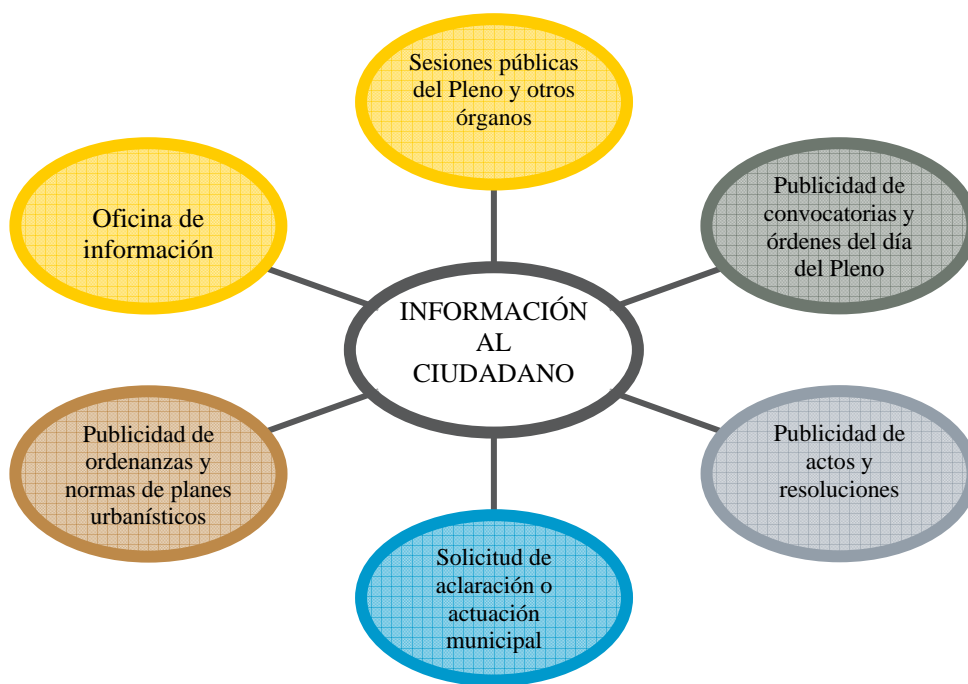 Sesiones públicas
del Pleno y otros
órganos
Publicidad de
convocatorias y
órdenes del día
del Pleno
Oficina de
información
INFORMACIÓN
AL
CIUDADANO
Publicidad de
ordenanzas y
normas de planes
urbanísticos
Publicidad de
actos y
resoluciones
Solicitud de
aclaración o
actuación
municipal